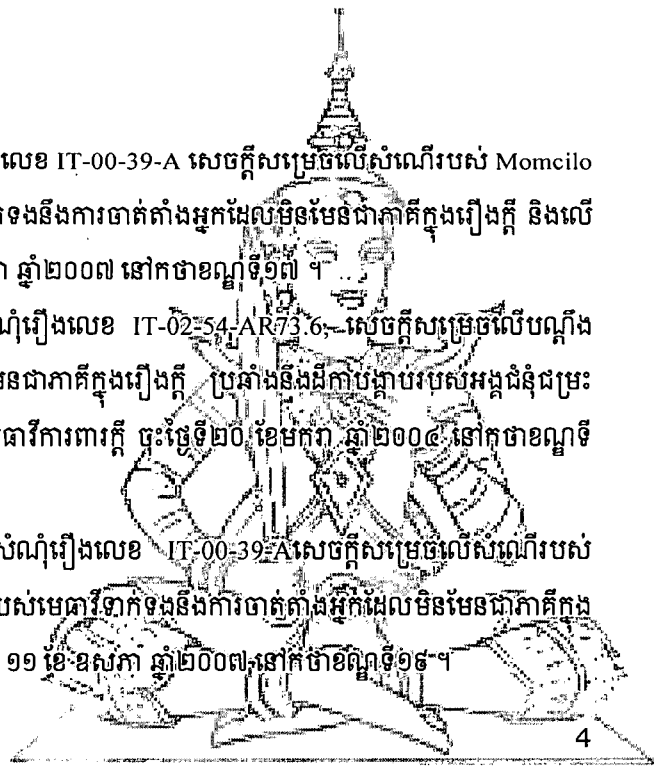 លេខ IT-00-39-A សេចក្តីសម្រេចលើសំណើរបស់ Momcilo
ទងនឹងការចាត់តាំងអ្នកដែលមិនមែនជាភាគីក្នុងរឿងក្តី និងលើ
ឆ្នាំ២០០៧ នៅកថាខណ្ឌទី១៧ ។
ណុំរឿងលេខ IT-02-54-AR73.6, សេចក្តីសម្រេចលើបណ្តឹង
មនជាភាគីក្នុងរឿងក្តី ប្រឆាំងនឹងដីកាបង្គាប់របស់អង្គជំនុំជម្រះ
ធាវីការពារក្តី ចុះថ្ងៃទី២០ ខែមករា ឆ្នាំ២០០៤ នៅកថាខណ្ឌទី
សំណុំរឿងលេខ IT-00-39-Aសេចក្តីសម្រេចលើសំណើរបស់
បស់មេធាវីទាក់ទងនឹងការចាត់តាំងអ្នកដែលមិនមែនជាភាគីក្នុង
១១ ខែ ឧសភា ឆ្នាំ២០០៧ នៅកថាខណ្ឌទី១៩ ។
4